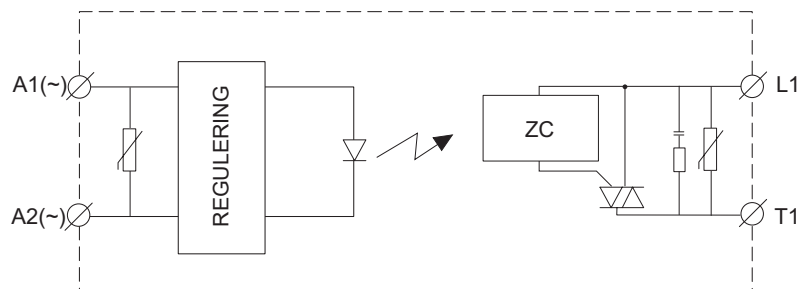 A1(~)
REGULERING
ZC
L1
A2(~)
T1